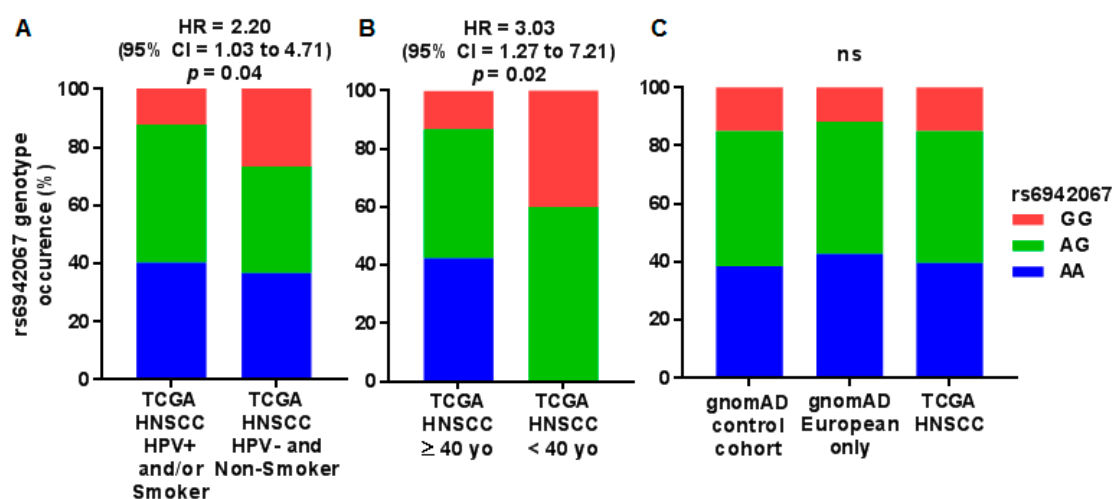 A
HR = 2.20
(95% CI = 1.03 to 4.71)
p = 0.04
rs6942067 genotype
occurence (%)
100
80
60
40
20
0
TCGA
HNSCC
HPV+
and/or
Smoker
TCGA
HNSCC
HPV- and
Non-Smoker
B
HR = 3.03
(95% CI = 1.27 to 7.21)
p = 0.02
100
80
60
40
20
0
TCGA
HNSCC
≥ 40 yo
TCGA
HNSCC
< 40 yo
C
ns
100
80
60
40
20
0
gnomAD
control
cohort
gnomAD
European
only
TCGA
HNSCC
rs6942067
GG
AG
AA